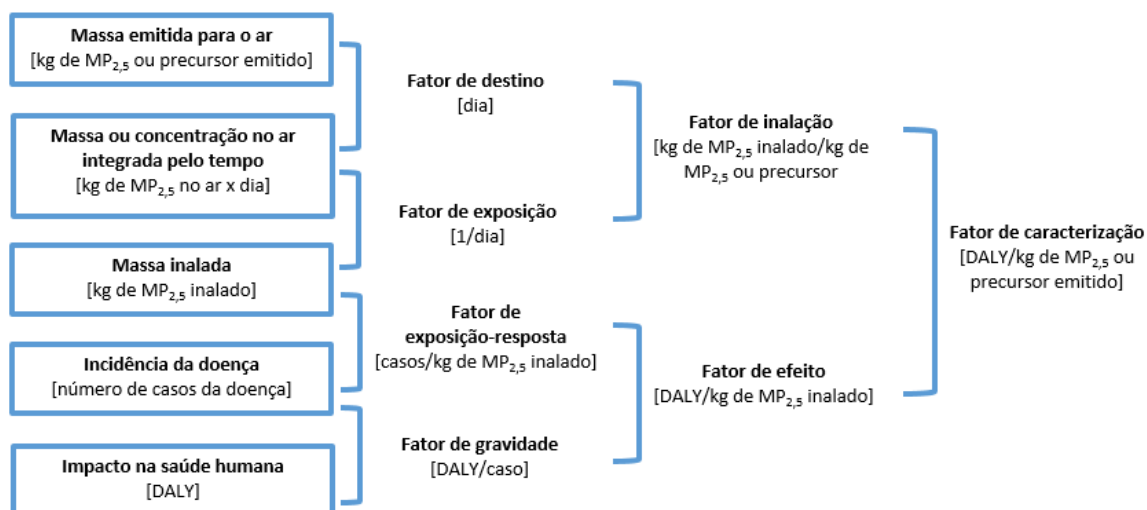 Massa emitida para o ar
[kg de MP2,5 ou precursor emitido]
Massa ou concentração no ar
integrada pelo tempo
[kg de MP2,5 no ar x dia]
Massa inalada
[kg de MP2,5 inalado]
Incidência da doença
[número de casos da doença]
Impacto na saúde humana
[DALY]
Fator de destino
[dia]
Fator de exposição
[1/dia]
Fator de
exposição-resposta
[casos/kg de MP2,5 inalado]
Fator de gravidade
[DALY/caso]
Fator de inalação
[kg de MP2,5 inalado/kg de
MP2,5 ou precursor
Fator de efeito
[DALY/kg de MP2,5 inalado]
Fator de caracterização
[DALY/kg de MP2,5 ou
precursor emitido]